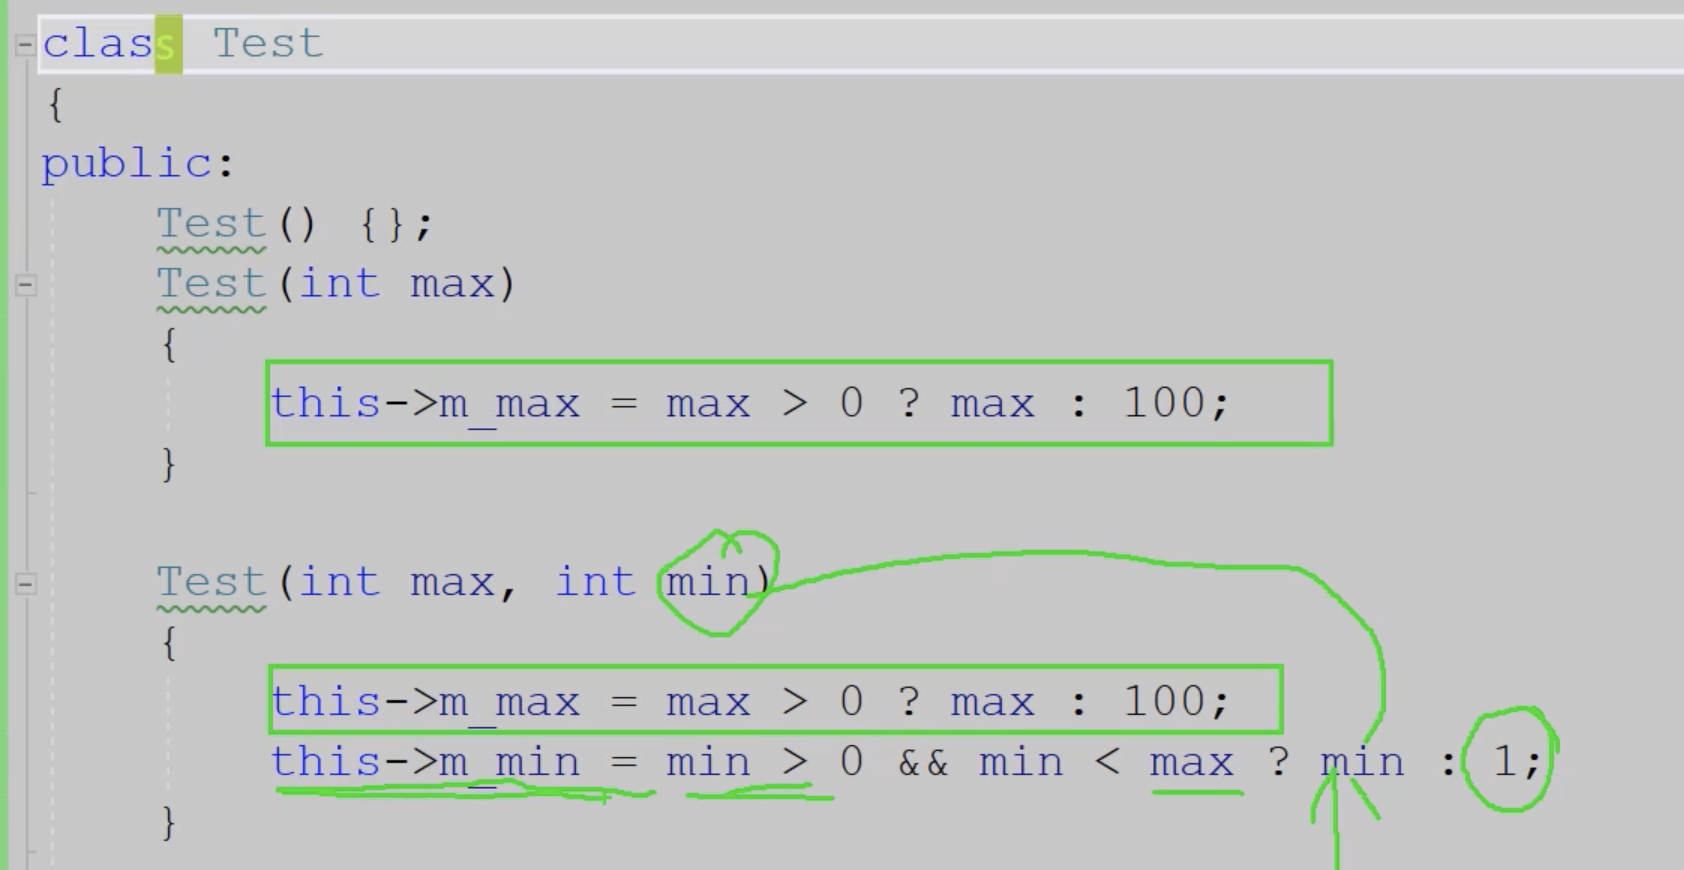 class Test
{
public:
Test() {};
Test(int max)
{
this->m_max = max > 0 ? max : 100;
}
Test(int max, int min)
{
this->m_max = max > 0 ? max : 100;
this->m_min = min > 0 && min < max ? min : 1;
}